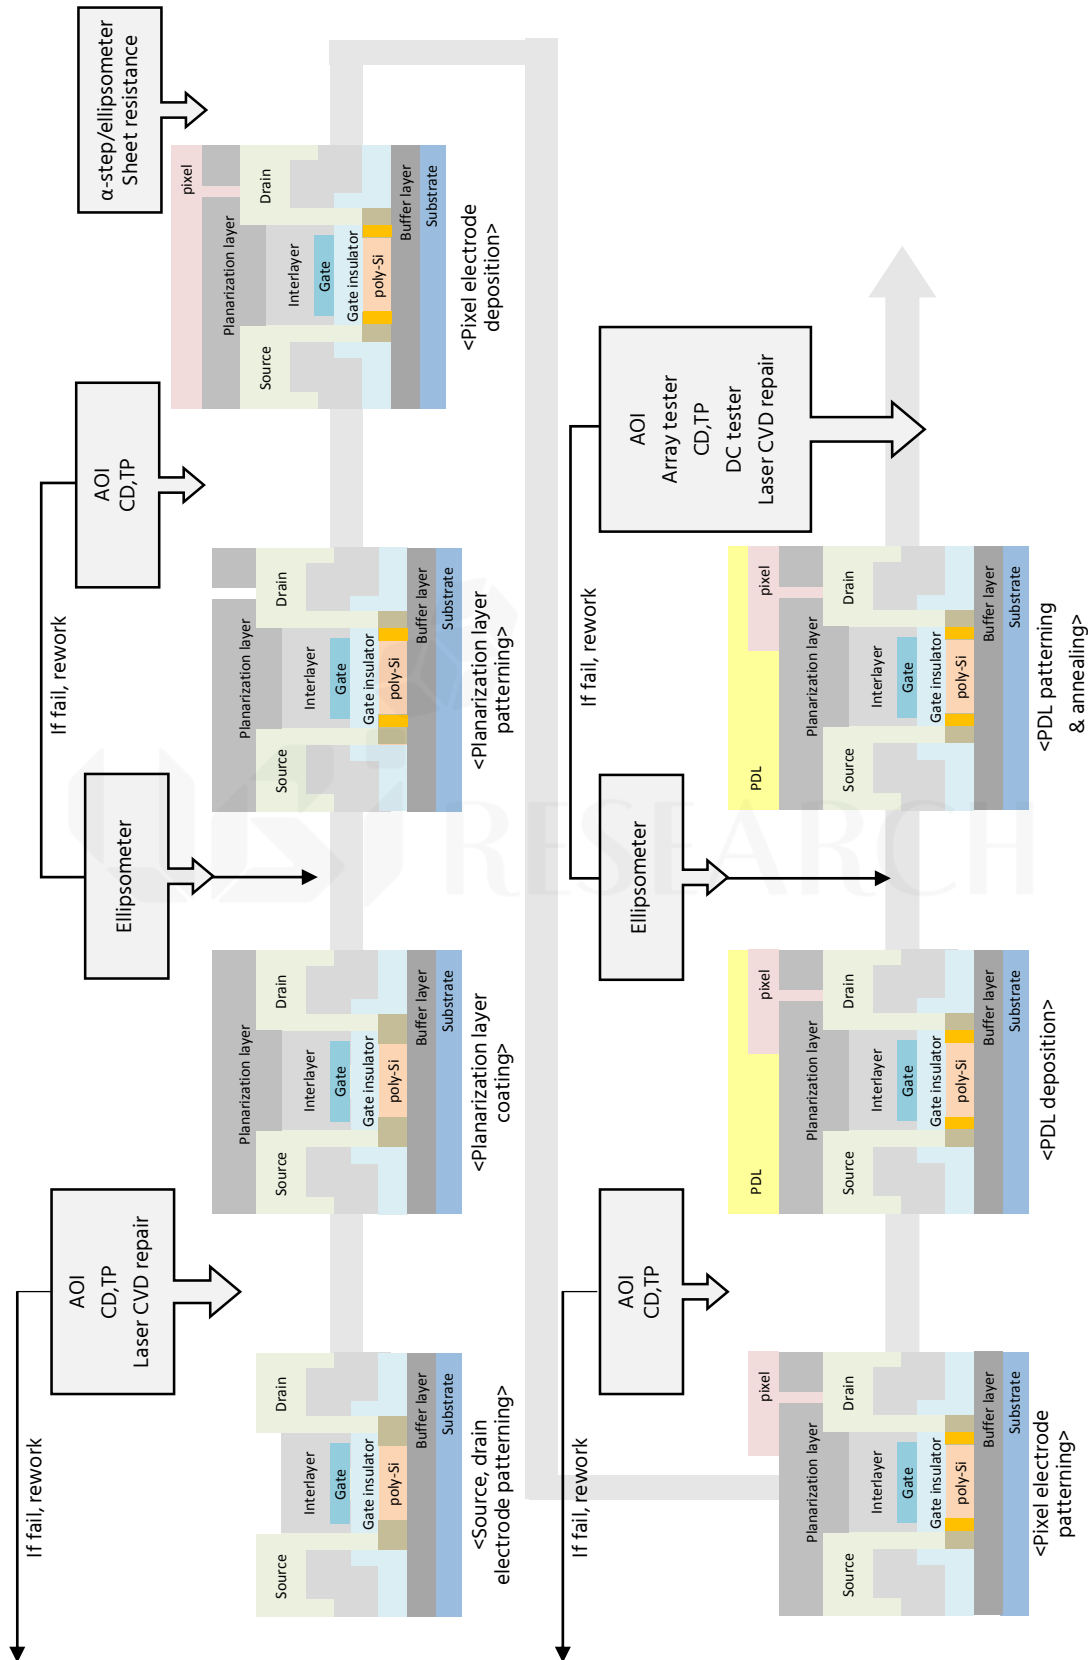 If fail, rework
AOI
CD,TP
Laser CVD repair
If fail, rework
Ellipsometer
AOI
CD,TP
α-step/ellipsometer
Sheet resistance
Source
Drain
Interlayer
Gate
Gate insulator
poly-Si
Buffer layer
Substrate
<Source, drain
electrode patterning>
Planarization layer
Source
Drain
Interlayer
Gate
Gate insulator
poly-Si
Buffer layer
Substrate
<Planarization layer
coating>
Planarization layer
Source
Drain
Interlayer
Gate
Gate insulator
poly-Si
Buffer layer
Substrate
<Planarization layer
patterning>
pixel
Planarization layer
Source
Drain
Interlayer
Gate
Gate insulator
poly-Si
Buffer layer
Substrate
<Pixel electrode
deposition>
UBI RESEARCH
If fail, rework
AOI
CD,TP
If fail, rework
Ellipsometer
AOI
Array tester
CD,TP
DC tester
Laser CVD repair
pixel
Planarization layer
Source
Drain
Interlayer
Gate
Gate insulator
poly-Si
Buffer layer
Substrate
<Pixel electrode
patterning>
PDL
pixel
Planarization layer
Source
Drain
Interlayer
Gate
Gate insulator
poly-Si
Buffer layer
Substrate
<PDL deposition>
PDL
pixel
Planarization layer
Source
Drain
Interlayer
Gate
Gate insulator
poly-Si
Buffer layer
Substrate
<PDL patterning
& annealing>